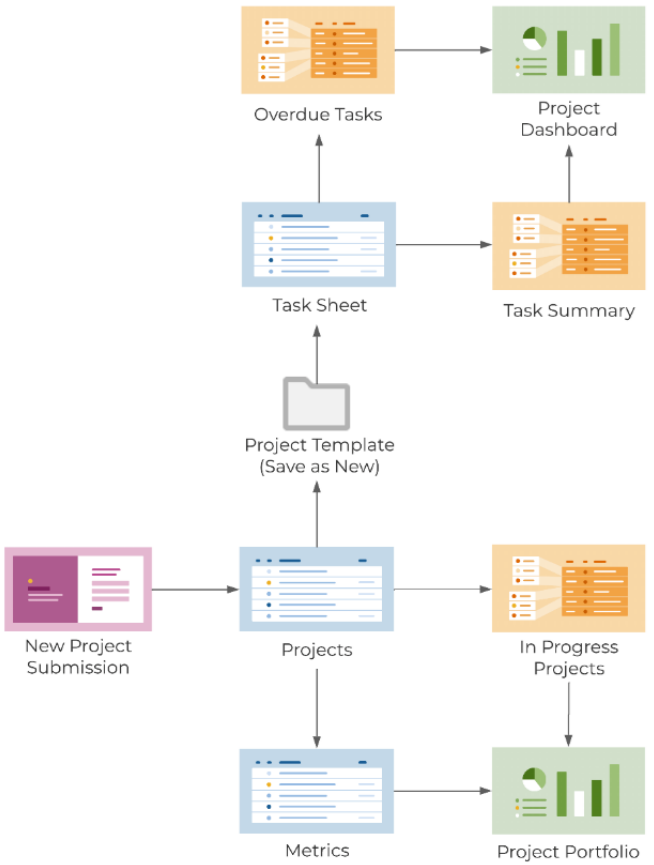 Overdue Tasks
Project
Dashboard
Task Sheet
Task Summary
Project Template
(Save as New)
New Project
Submission
Projects
In Progress
Projects
Metrics
Project Portfolio